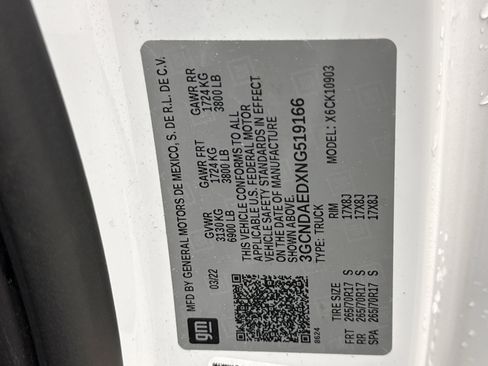 gm
MFD BY GENERAL MOTORS DE MEXICO, S. DE R.L. DE C.V.
03/22
GVWR
3130 KG
6900 LB
GAWR FRT
1724 KG
3800 LB
GAWR RR
1724 KG
3800 LB
THIS VEHICLE CONFORMS TO ALL
APPLICABLE U.S. FEDERAL MOTOR
VEHICLE SAFETY STANDARDS IN EFFECT
ON THE DATE OF MANUFACTURE
SHOWN ABOVE.
3GCNDAEDXNG519166
TYPE: TRUCK
MODEL: X6CK10903
8624
TIRE SIZE RIM
FRT 265/70R17 S 17X8J
RR 265/70R17 S 17X8J
SPA 265/70R17 S 17X8J